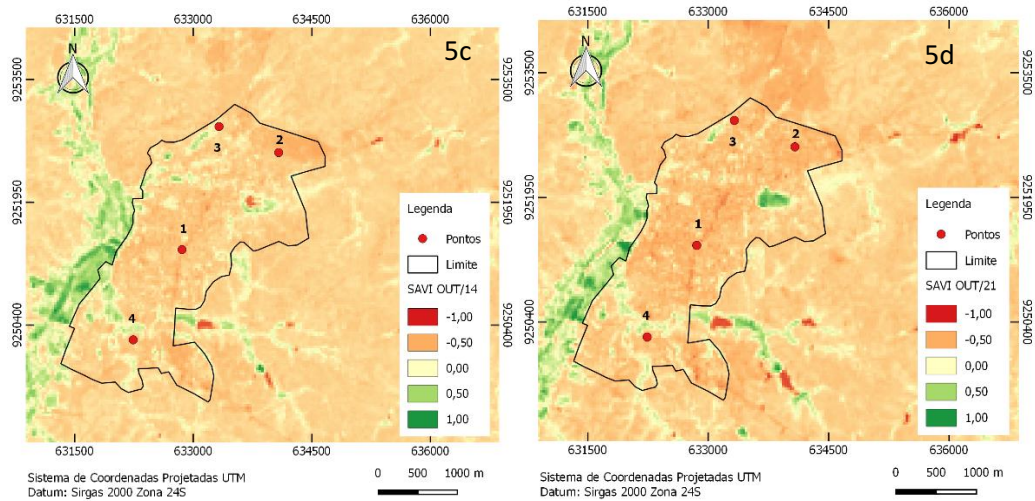 631500 633000 634500 636000
5c
N
9253500
9253500
3
2
9251950
9251950
1
4
9250400
9250400
Legenda
Pontos
Limite
SAVI OUT/14
-1,00
-0,50
0,00
0,50
1,00
631500 633000 634500 636000
Sistema de Coordenadas Projetadas UTM
Datum: Sirgas 2000 Zona 24S
0 500 1000 m
631500 633000 634500 636000
5d
N
9253500
9253500
3
2
9251950
9251950
1
4
9250400
9250400
Legenda
Pontos
Limite
SAVI OUT/21
-1,00
-0,50
0,00
0,50
1,00
631500 633000 634500 636000
Sistema de Coordenadas Projetadas UTM
Datum: Sirgas 2000 Zona 24S
0 500 1000 m